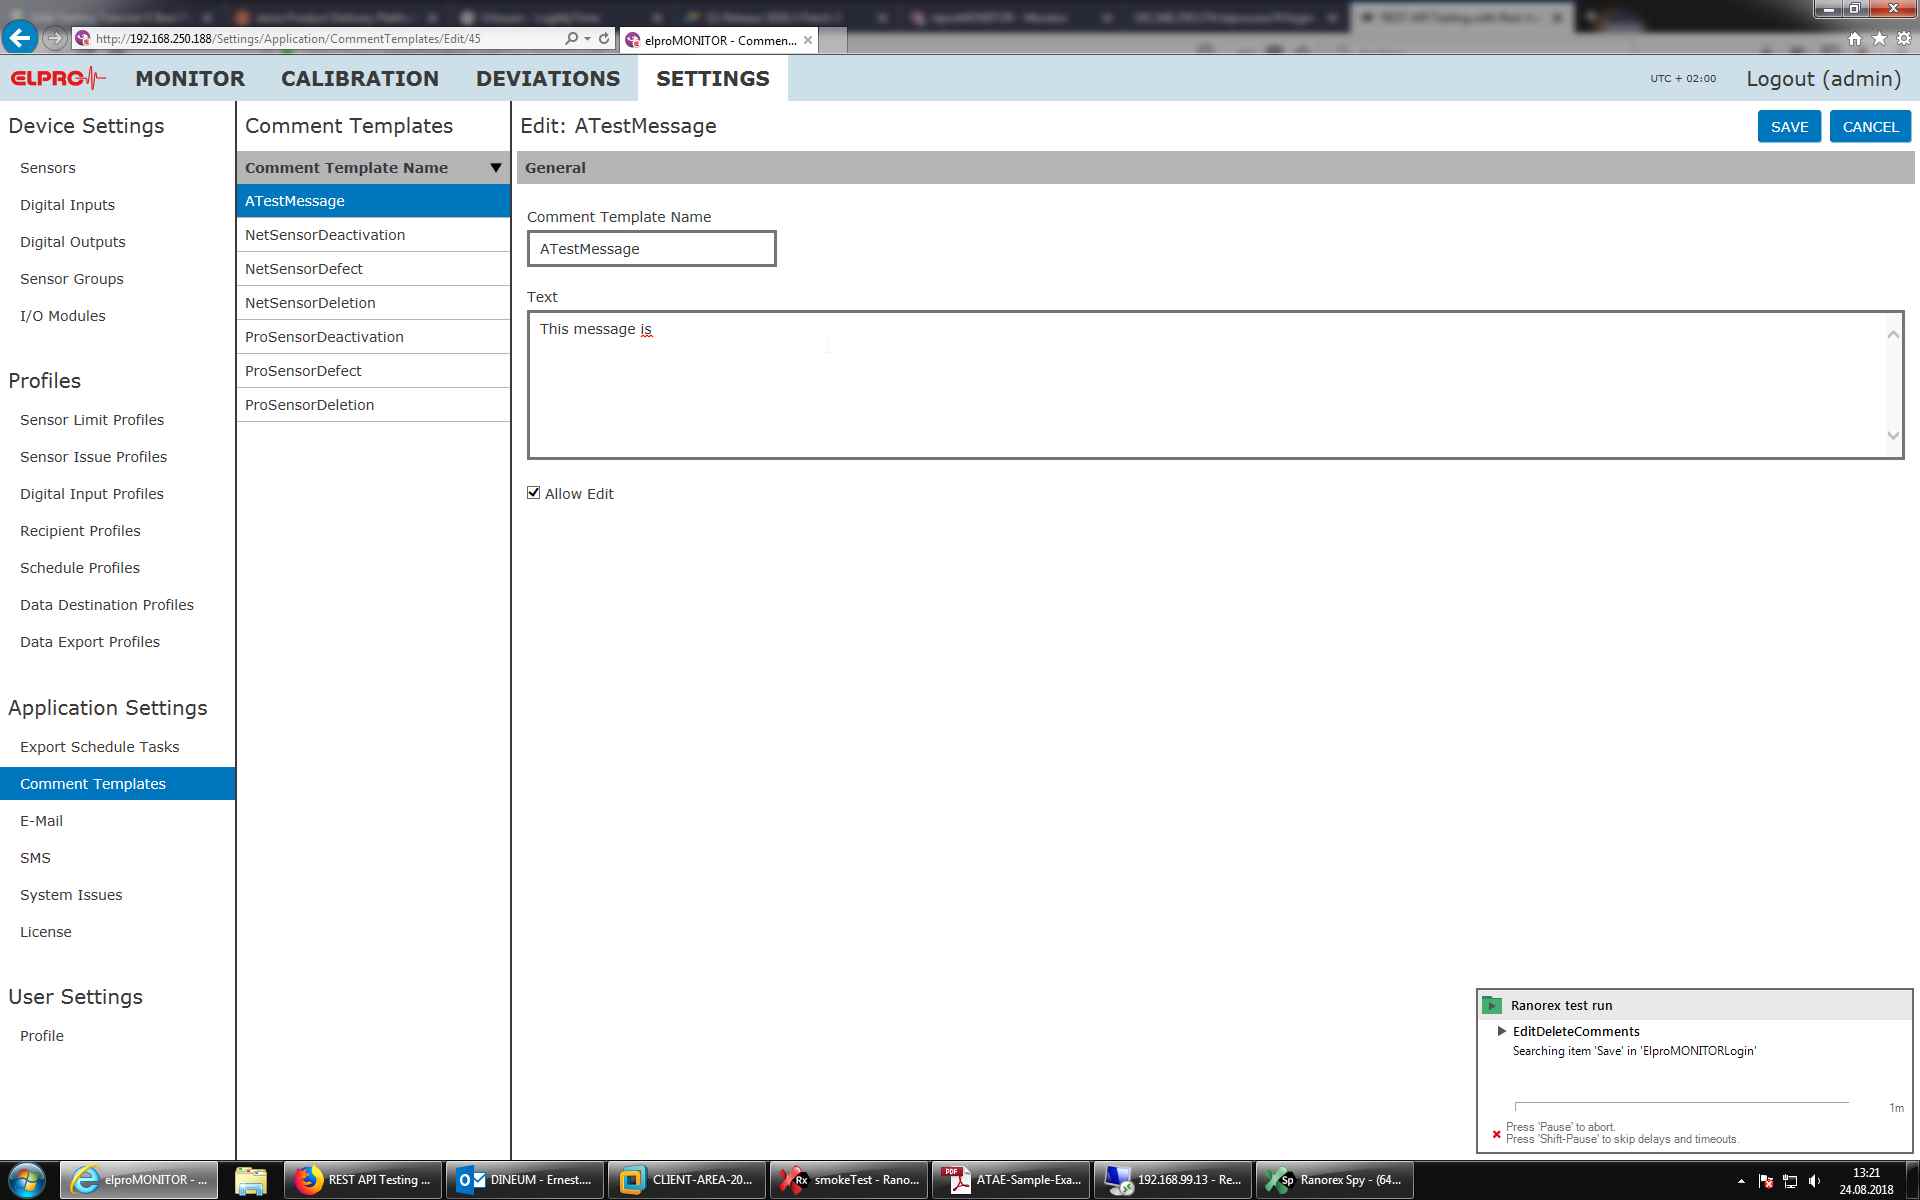 http://192.168.250.188/Settings/Application/CommentTemplates/Edit/45
elproMONITOR - Commen...
ELPRO
MONITOR
CALIBRATION
DEVIATIONS
SETTINGS
UTC + 02:00
Logout (admin)
Device Settings
Sensors
Digital Inputs
Digital Outputs
Sensor Groups
I/O Modules
Profiles
Sensor Limit Profiles
Sensor Issue Profiles
Digital Input Profiles
Recipient Profiles
Schedule Profiles
Data Destination Profiles
Data Export Profiles
Application Settings
Export Schedule Tasks
Comment Templates
E-Mail
SMS
System Issues
License
User Settings
Profile
Comment Templates
Comment Template Name
ATestMessage
NetSensorDeactivation
NetSensorDefect
NetSensorDeletion
ProSensorDeactivation
ProSensorDefect
ProSensorDeletion
Edit: ATestMessage
SAVE
CANCEL
General
Comment Template Name
ATestMessage
Text
This message is
Allow Edit
Ranorex test run
EditDeleteComments
Searching item 'Save' in 'ElproMONITORLogin'
1m
Press 'Pause' to abort.
Press 'Shift-Pause' to skip delays and timeouts.
elproMONITOR - ...
REST API Testing ...
DINEUM - Ernest....
CLIENT-AREA-20...
smokeTest - Rano...
ATAE-Sample-Exa...
192.168.99.13 - Re...
Ranorex Spy - (64...
13:21
24.08.2018